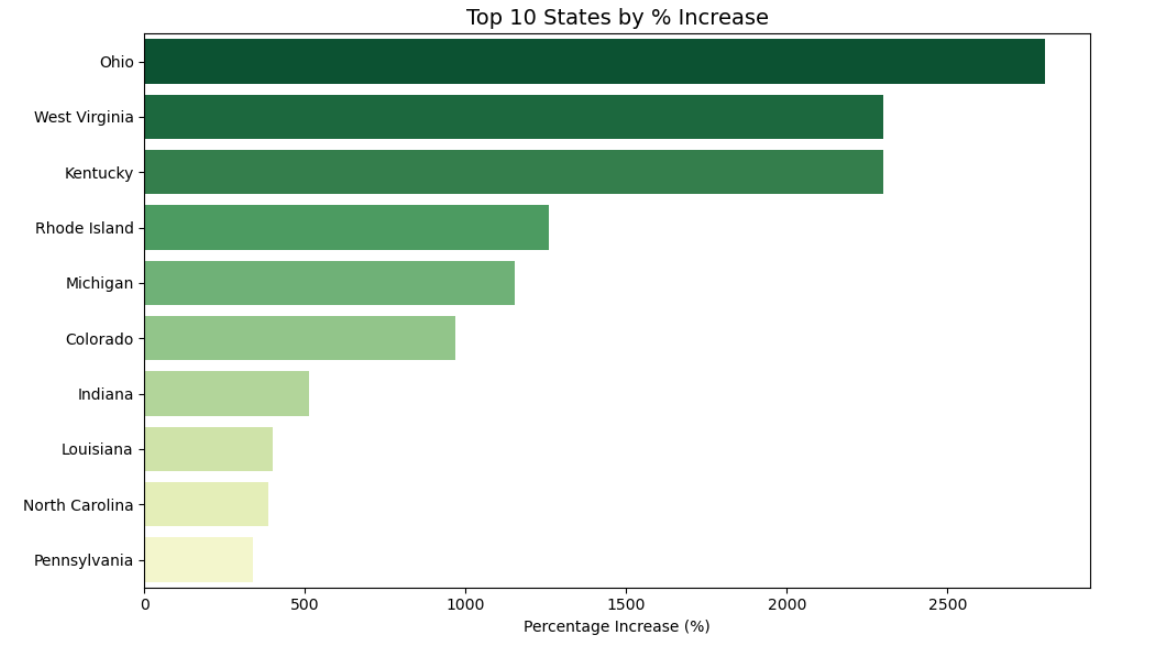 Top 10 States by % Increase
Ohio
West Virginia
Kentucky
Rhode Island
Michigan
Colorado
Indiana
Louisiana
North Carolina
Pennsylvania
0 500 1000 1500 2000 2500
Percentage Increase (%)